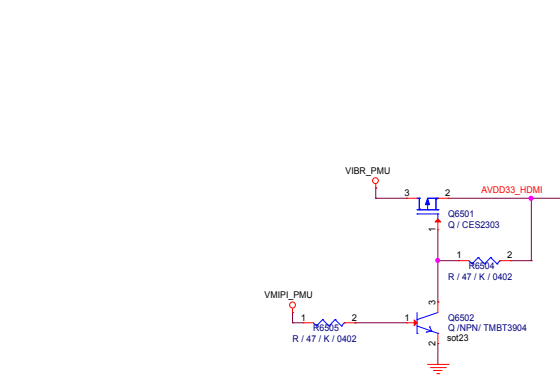 VIBR_PMU
3
2
AVDD33_HDMI
Q6501
Q / CES2303
1
1
2
R6504
R / 47 / K / 0402
VMIPI_PMU
3
1
2
1
Q6502
R6505
Q /NPN/ TMBT3904
R / 47 / K / 0402
sot23
2